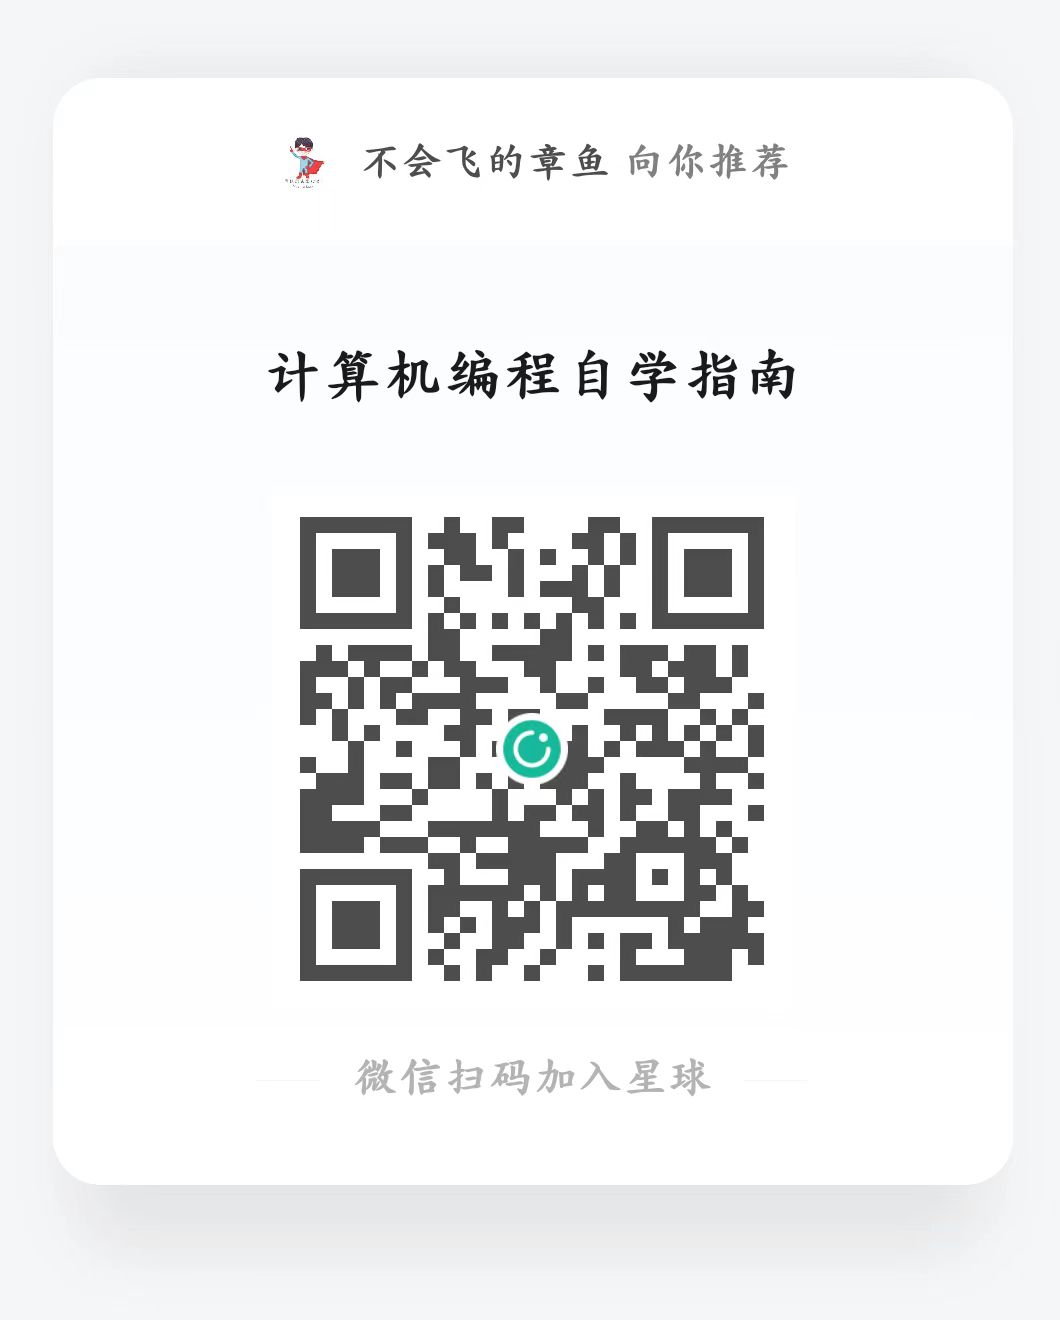 不会飞的章鱼 向你推荐
计算机编程自学指南
微信扫码加入星球